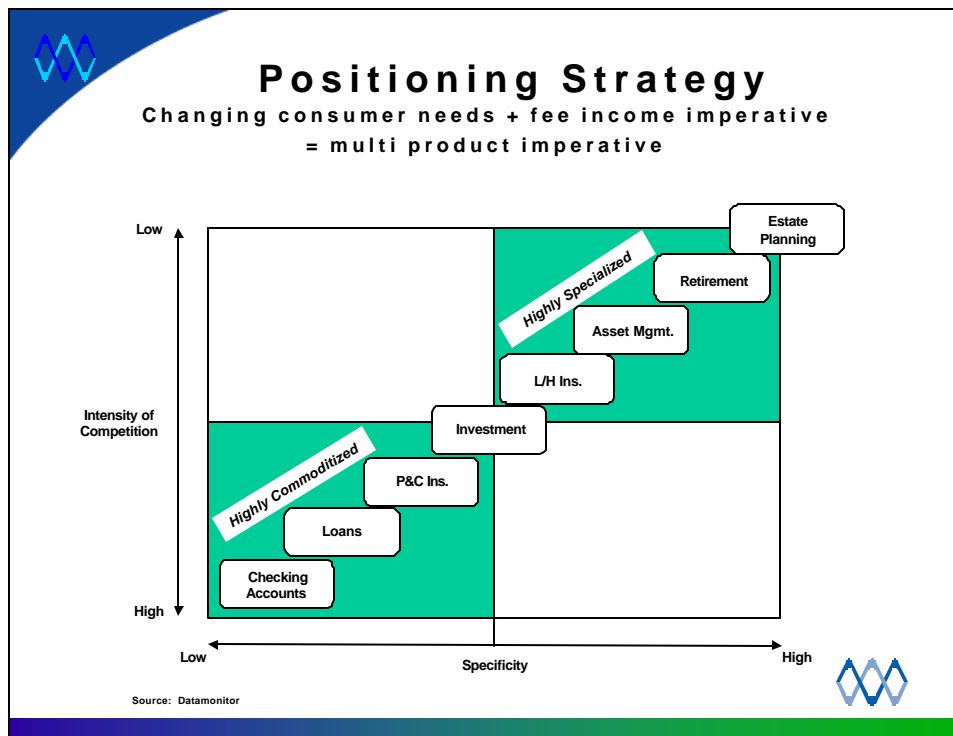 Positioning Strategy
Changing consumer needs + fee income imperative
= multi product imperative
Low
Estate
Planning
Highly Specialized
Retirement
Asset Mgmt.
L/H Ins.
Intensity of
Competition
Investment
Highly Commoditized
P&C Ins.
Loans
Checking
Accounts
High
Low
Specificity
High
Source: Datamonitor